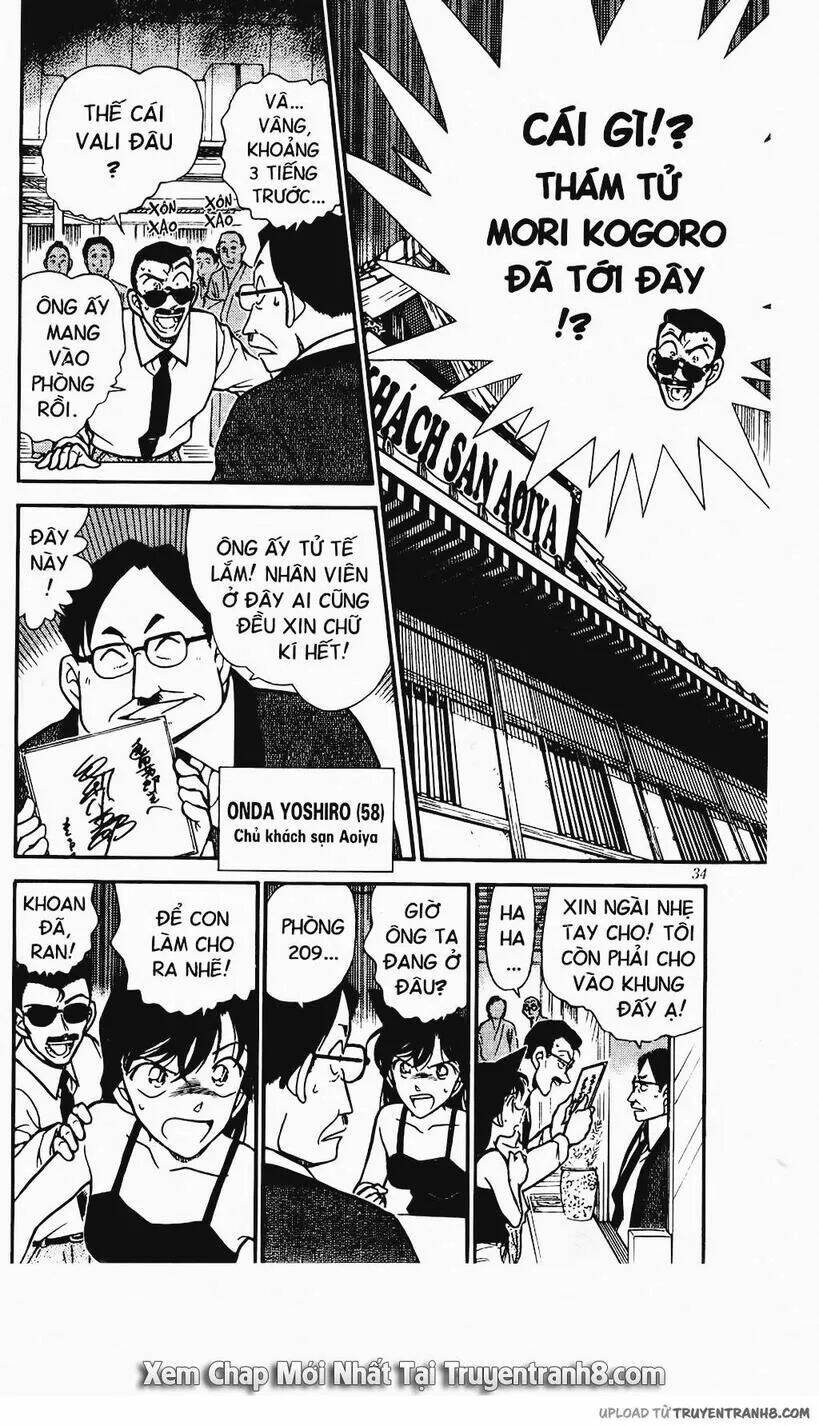 CÁI GÌ!?
THÁM TỬ
MORI KOGORO
ĐÃ TỚI ĐÂY
!?
KHÁCH SẠN AOIYA
VÂ...
VÂNG,
KHOẢNG
3 TIẾNG
TRƯỚC...
THẾ CÁI
VALI ĐÂU
?
XÔN
XAO
XÔN
XAO
ÔNG ẤY
MANG
VÀO
PHÒNG
RỒI.
ÔNG ẤY TỬ TẾ
LẮM! NHÂN VIÊN
Ở ĐÂY AI CŨNG
ĐỀU XIN CHỮ
KÍ HẾT!
ĐÂY
NÀY
!
ONDA YOSHIRO (58)
Chủ khách sạn Aoiya
34
XIN NGÀI NHẸ
TAY CHO! TÔI
CÒN PHẢI CHO
VÀO KHUNG
ĐẤY Ạ!
HA
HA
...
GIỜ
ÔNG TA
ĐANG Ở
ĐÂU?
PHÒNG
209...
ĐỂ CON
LÀM CHO
RA NHẼ!
KHOAN
ĐÃ,
RAN!
Xem Chap Mới Nhất Tại Truyentranh8.com
UPLOAD TỪ TRUYENTRANH8.COM